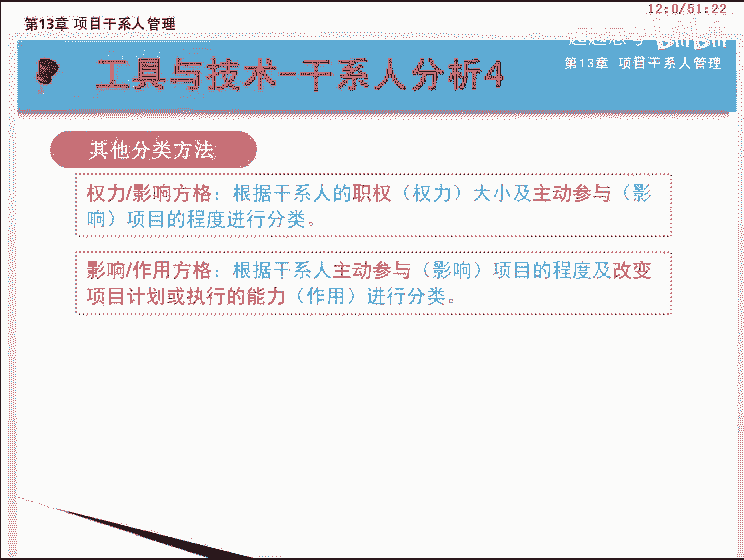 12:0/51:22
第13章 项目干系人管理
第13章 项目干系人管理
工具与技术-干系人分析4
其他分类方法
权力/影响方格：根据干系人的职权（权力）大小及主动参与（影
响）项目的程度进行分类。
影响/作用方格：根据干系人主动参与（影响）项目的程度及改变
项目计划或执行的能力（作用）进行分类。